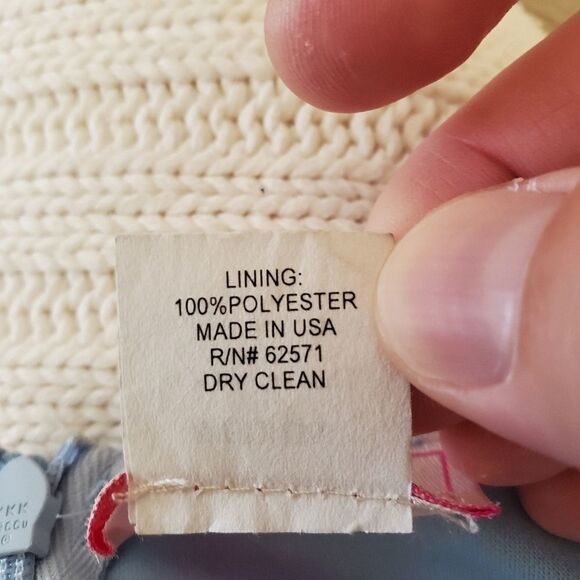 LINING:
100%POLYESTER
MADE IN USA
R/N# 62571
DRY CLEAN